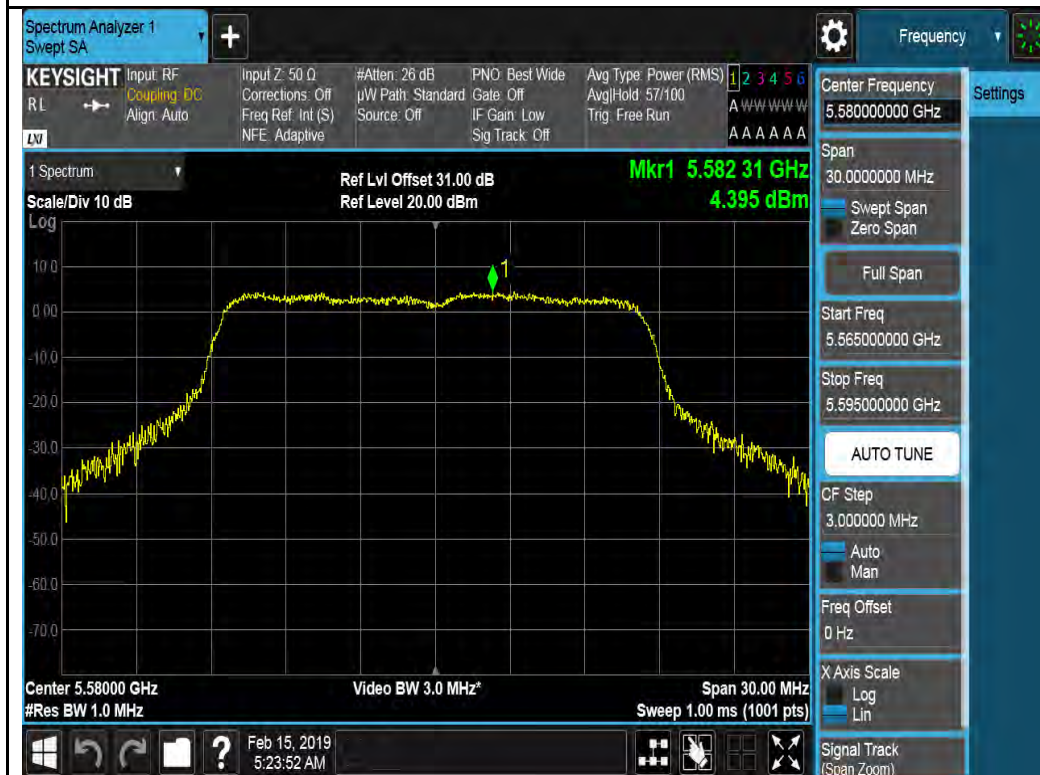 Spectrum Analyzer 1
Swept SA
+
Frequency
KEYSIGHT
RL
LXI
Input: RF
Coupling: DC
Align: Auto
Input Z: 50 Ω
Corrections: Off
Freq Ref: Int (S)
NFE: Adaptive
#Atten: 26 dB
µW Path: Standard
Source: Off
PNO: Best Wide
Gate: Off
IF Gain: Low
Sig Track: Off
Avg Type: Power (RMS)
Avg|Hold: 57/100
Trig: Free Run
1 2 3 4 5 6
A W W W W W
A A A A A A
1 Spectrum
Scale/Div 10 dB
Ref Lvl Offset 31.00 dB
Ref Level 20.00 dBm
Mkr1 5.582 31 GHz
4.395 dBm
Log
10.0
0.00
-10.0
-20.0
-30.0
-40.0
-50.0
-60.0
-70.0
1
Center 5.58000 GHz
#Res BW 1.0 MHz
Video BW 3.0 MHz*
Span 30.00 MHz
Sweep 1.00 ms (1001 pts)
?
Feb 15, 2019
5:23:52 AM
Center Frequency
5.580000000 GHz
Span
30.0000000 MHz
Swept Span
Zero Span
Full Span
Start Freq
5.565000000 GHz
Stop Freq
5.595000000 GHz
AUTO TUNE
CF Step
3.000000 MHz
Auto
Man
Freq Offset
0 Hz
X Axis Scale
Log
Lin
Signal Track
(Span Zoom)
Settings